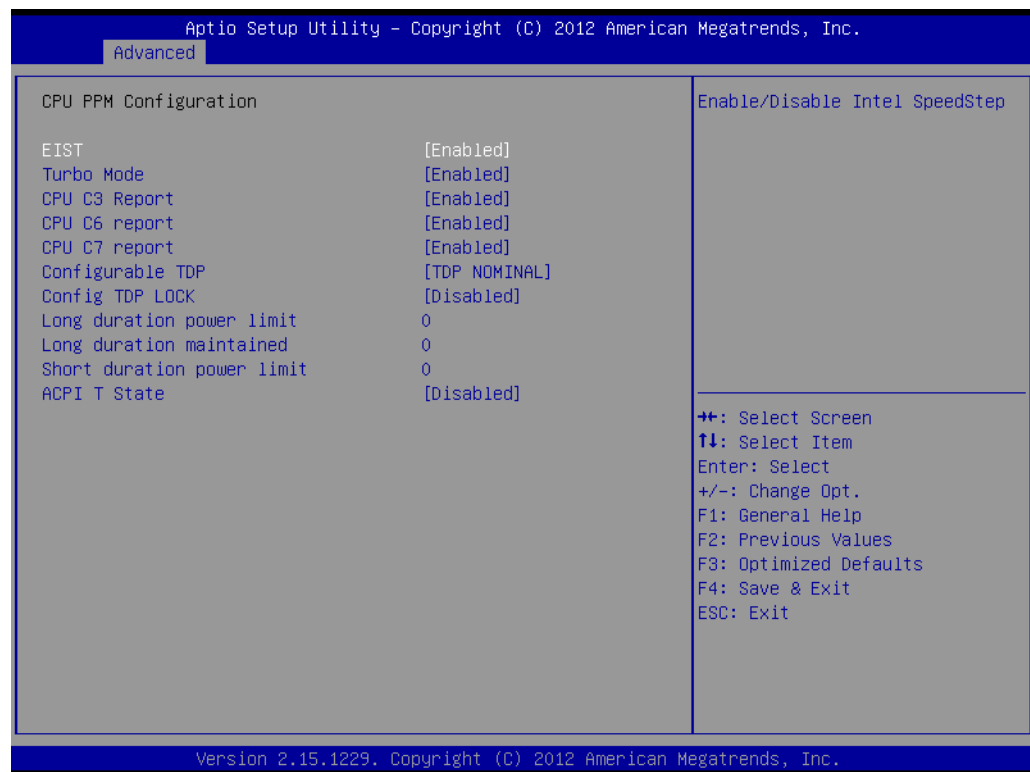 Aptio Setup Utility – Copyright (C) 2012 American Megatrends, Inc.
Advanced
CPU PPM Configuration
EIST [Enabled]
Turbo Mode [Enabled]
CPU C3 Report [Enabled]
CPU C6 report [Enabled]
CPU C7 report [Enabled]
Configurable TDP [TDP NOMINAL]
Config TDP LOCK [Disabled]
Long duration power limit 0
Long duration maintained 0
Short duration power limit 0
ACPI T State [Disabled]
Enable/Disable Intel SpeedStep
→←: Select Screen
↑↓: Select Item
Enter: Select
+/-: Change Opt.
F1: General Help
F2: Previous Values
F3: Optimized Defaults
F4: Save & Exit
ESC: Exit
Version 2.15.1229. Copyright (C) 2012 American Megatrends, Inc.